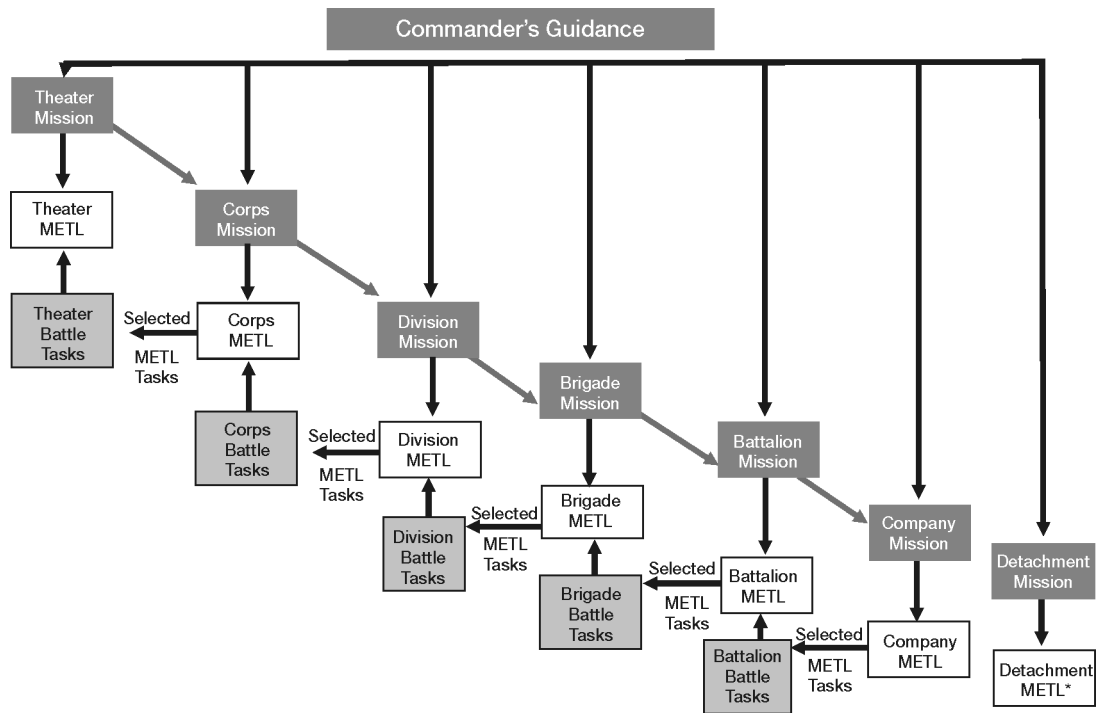 Commander's Guidance
Theater
Mission
Theater
METL
Theater
Battle
Tasks
Corps
Mission
Selected
METL
Tasks
Corps
METL
Corps
Battle
Tasks
Division
Mission
Selected
METL
Tasks
Division
METL
Division
Battle
Tasks
Brigade
Mission
Selected
METL
Tasks
Brigade
METL
Brigade
Battle
Tasks
Battalion
Mission
Selected
METL
Tasks
Battalion
METL
Battalion
Battle
Tasks
Company
Mission
Selected
METL
Tasks
Company
METL
Detachment
Mission
Detachment
METL*